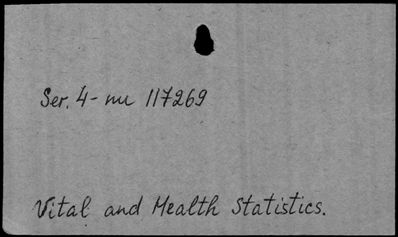 Ser. 4- nu 117269
Vital and Health Statistics.